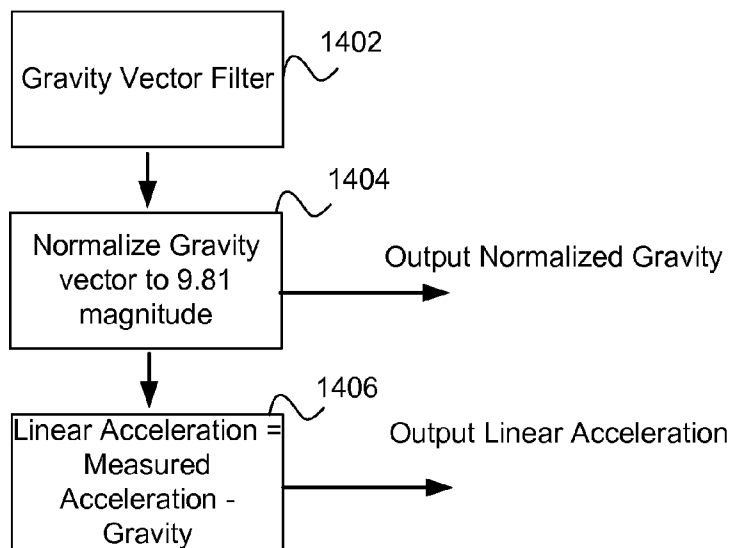 1402
Gravity Vector Filter
1404
Normalize Gravity
vector to 9.81
magnitude
Output Normalized Gravity
1406
Linear Acceleration =
Measured
Acceleration -
Gravity
Output Linear Acceleration